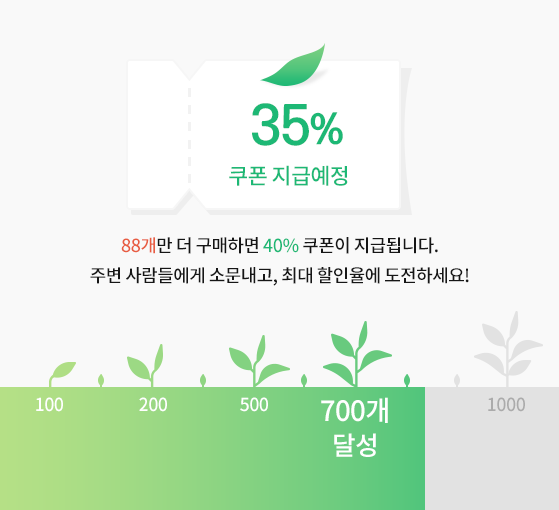 35%
쿠폰 지급예정
88개만 더 구매하면 40% 쿠폰이 지급됩니다.
주변 사람들에게 소문내고, 최대 할인율에 도전하세요!
100 200 500 700개 달성 1000